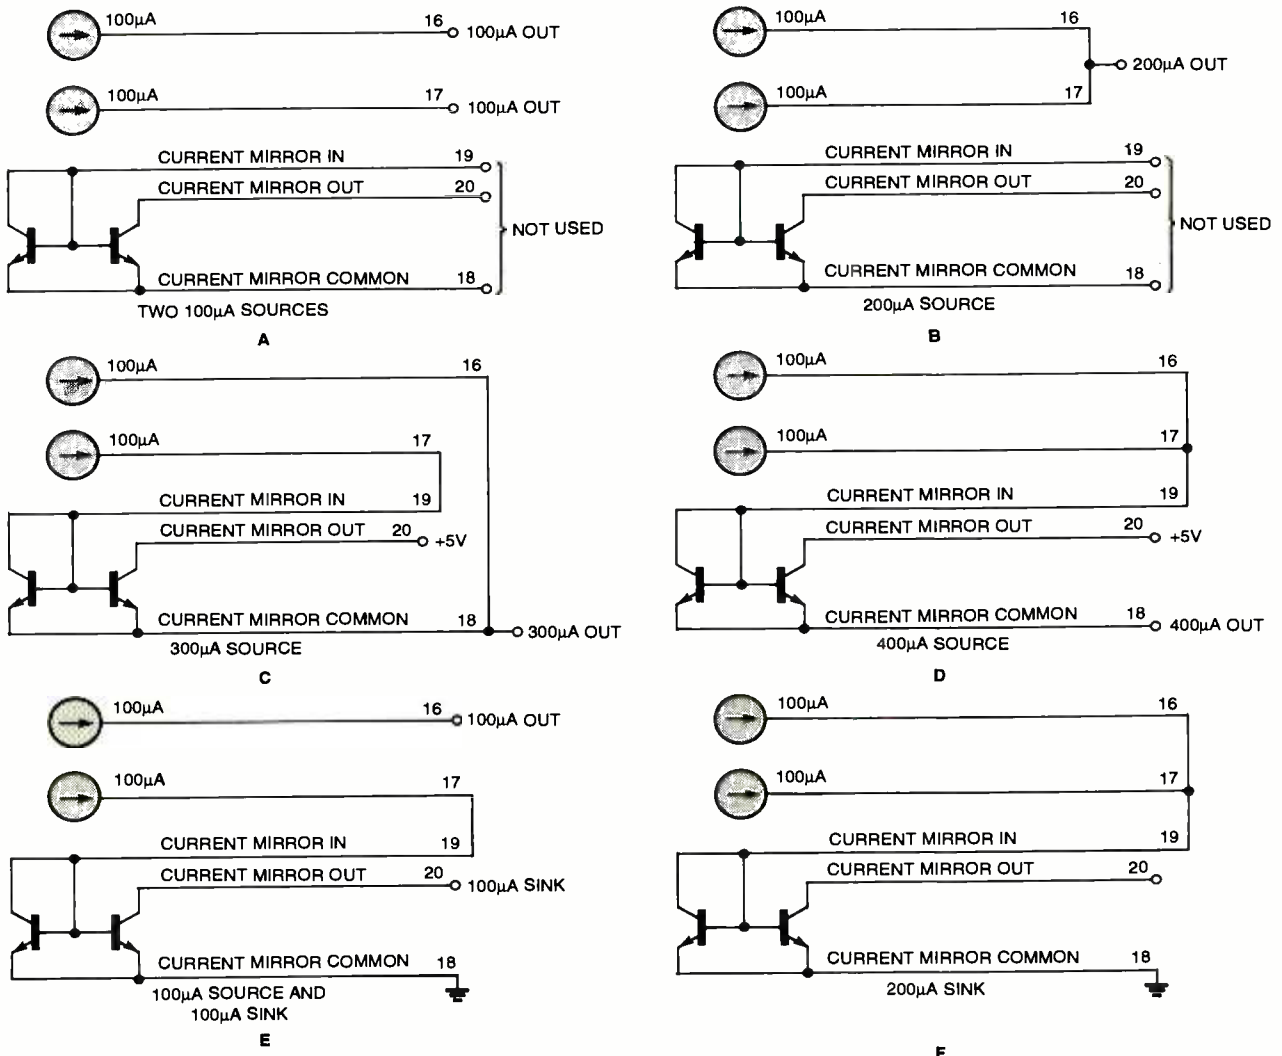 100μA 16 100μA OUT
100μA 17 100μA OUT
CURRENT MIRROR IN 19
CURRENT MIRROR OUT 20
NOT USED
CURRENT MIRROR COMMON 18
TWO 100μA SOURCES
A
100μA 16
200μA OUT
100μA 17
CURRENT MIRROR IN 19
CURRENT MIRROR OUT 20
NOT USED
CURRENT MIRROR COMMON 18
200μA SOURCE
B
100μA 16
100μA 17
CURRENT MIRROR IN 19
CURRENT MIRROR OUT 20 +5V
CURRENT MIRROR COMMON 18 300μA OUT
300μA SOURCE
C
100μA 16
100μA 17
CURRENT MIRROR IN 19
CURRENT MIRROR OUT 20 +5V
CURRENT MIRROR COMMON 18 400μA OUT
400μA SOURCE
D
100μA 16 100μA OUT
100μA 17
CURRENT MIRROR IN 19
CURRENT MIRROR OUT 20 100μA SINK
CURRENT MIRROR COMMON 18
100μA SOURCE AND
100μA SINK
E
100μA 16
100μA 17
CURRENT MIRROR IN 19
CURRENT MIRROR OUT 20
CURRENT MIRROR COMMON 18
200μA SINK
F